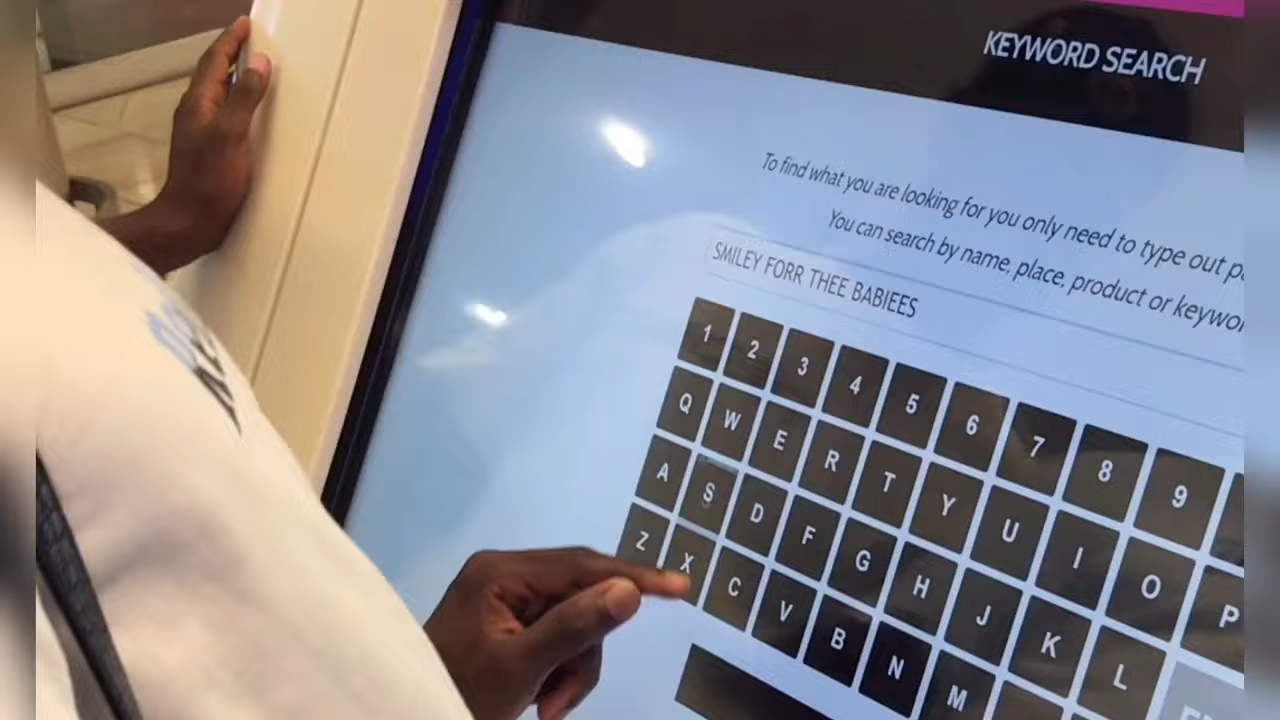 KEYWORD SEARCH
To find what you are looking for you only need to type out
You can search by name, place, product or
SMILEY FORR THEE BABIEES
1 2 3 4 5 6 7 8 9
Q W E R T Y U I O P
A S D F G H J K L
Z X C V B N M